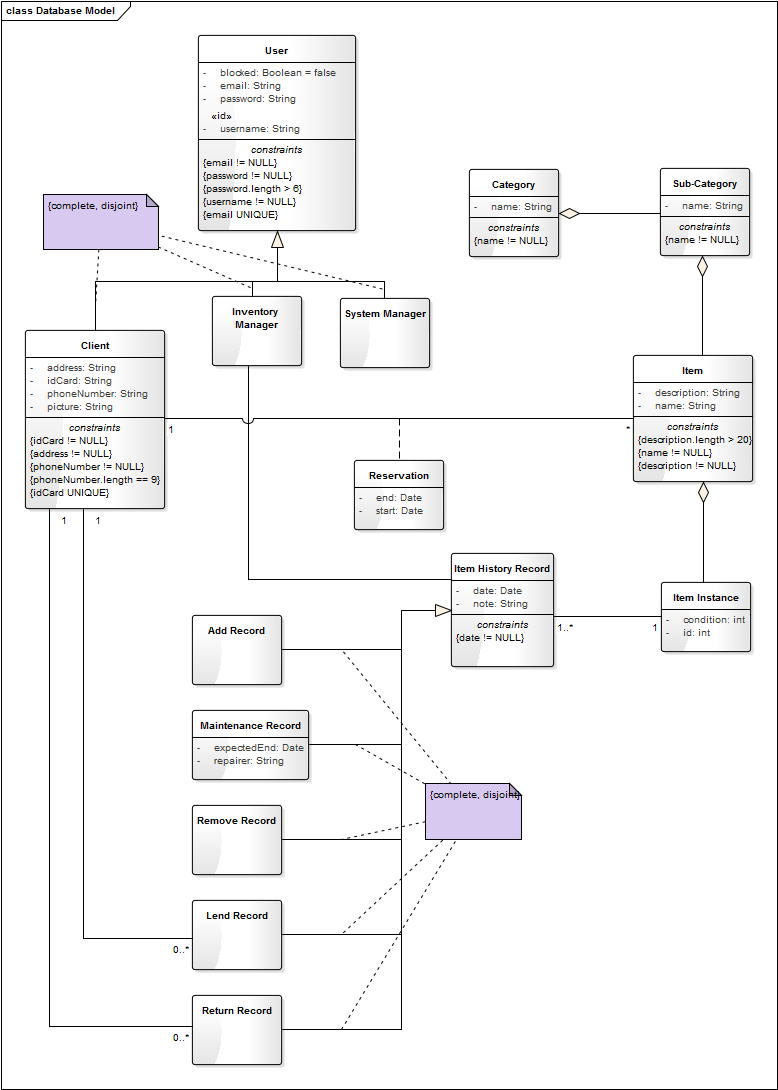 class Database Model
User
- blocked: Boolean = false
- email: String
- password: String
«id»
- username: String
constraints
{email != NULL}
{password != NULL}
{password.length > 6}
{username != NULL}
{email UNIQUE}
{complete, disjoint}
Category
- name: String
constraints
{name != NULL}
Sub-Category
- name: String
constraints
{name != NULL}
Inventory
Manager
System Manager
Client
- address: String
- idCard: String
- phoneNumber: String
- picture: String
constraints
{idCard != NULL}
{address != NULL}
{phoneNumber != NULL}
{phoneNumber.length == 9}
{idCard UNIQUE}
Item
- description: String
- name: String
constraints
{description.length > 20}
{name != NULL}
{description != NULL}
1
*
Reservation
- end: Date
- start: Date
1
1
Item History Record
- date: Date
- note: String
constraints
{date != NULL}
1..*
1
Item Instance
- condition: int
- id: int
Add Record
Maintenance Record
- expectedEnd: Date
- repairer: String
{complete, disjoint}
Remove Record
Lend Record
0..*
Return Record
0..*